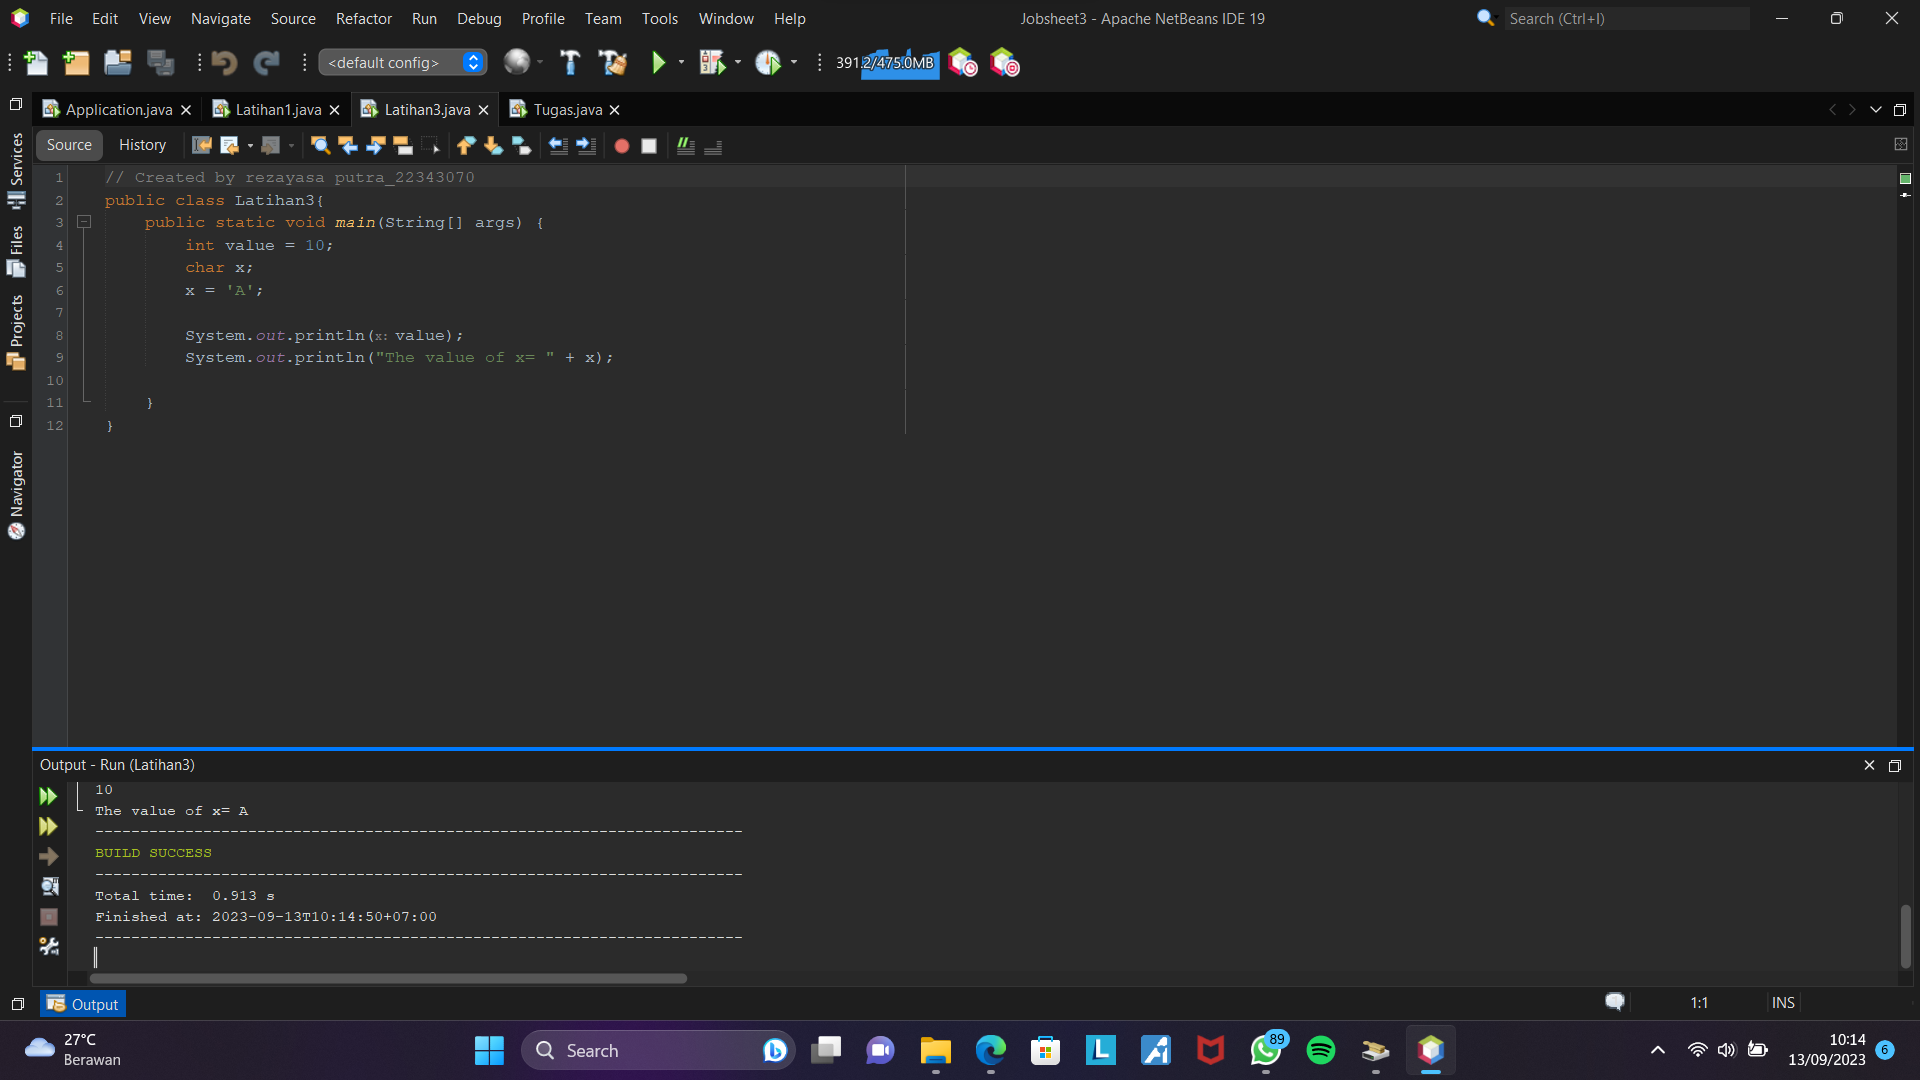 File Edit View Navigate Source Refactor Run Debug Profile Team Tools Window Help
Jobsheet3 - Apache NetBeans IDE 19
Search (Ctrl+I)
<default config>
391.2/475.0MB
Application.java
Latihan1.java
Latihan3.java
Tugas.java
Source
History
Services
Files
Projects
Navigator
1 // Created by rezayasa putra_22343070
2 public class Latihan3{
3 public static void main(String[] args) {
4 int value = 10;
5 char x;
6 x = 'A';
7
8 System.out.println(x: value);
9 System.out.println("The value of x= " + x);
10
11 }
12 }
Output - Run (Latihan3)
10
The value of x= A
------------------------------------------------------------------------
BUILD SUCCESS
------------------------------------------------------------------------
Total time:  0.913 s
Finished at: 2023-09-13T10:14:50+07:00
------------------------------------------------------------------------
Output
1:1
INS
27°C
Berawan
Search
89
10:14
13/09/2023
6